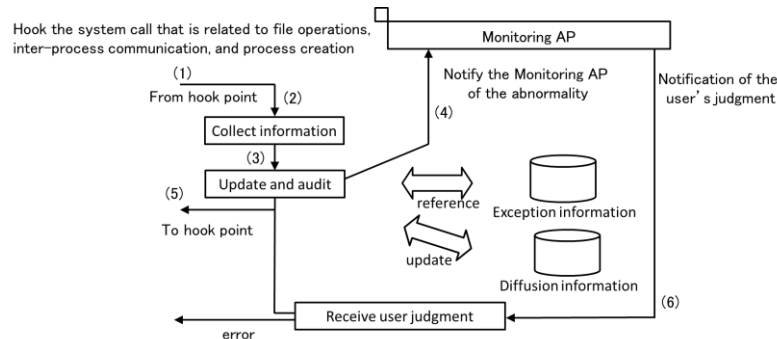 Hook the system call that is related to file operations,
inter-process communication, and process creation
Monitoring AP
(1)
From hook point
(2)
Notify the Monitoring AP
of the abnormality
Notification of the
user's judgment
(4)
Collect information
(3)
Update and audit
(5)
To hook point
reference
Exception information
update
Diffusion information
(6)
Receive user judgment
error